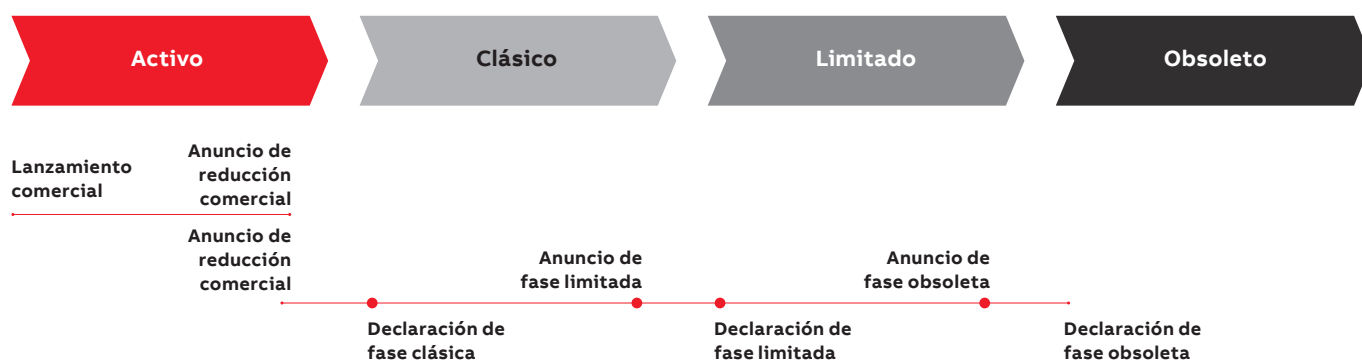 Activo
Clásico
Limitado
Obsoleto
Lanzamiento
comercial
Anuncio de
reducción
comercial
Anuncio de
reducción
comercial
Anuncio de
fase limitada
Anuncio de
fase obsoleta
Declaración de
fase clásica
Declaración de
fase limitada
Declaración de
fase obsoleta